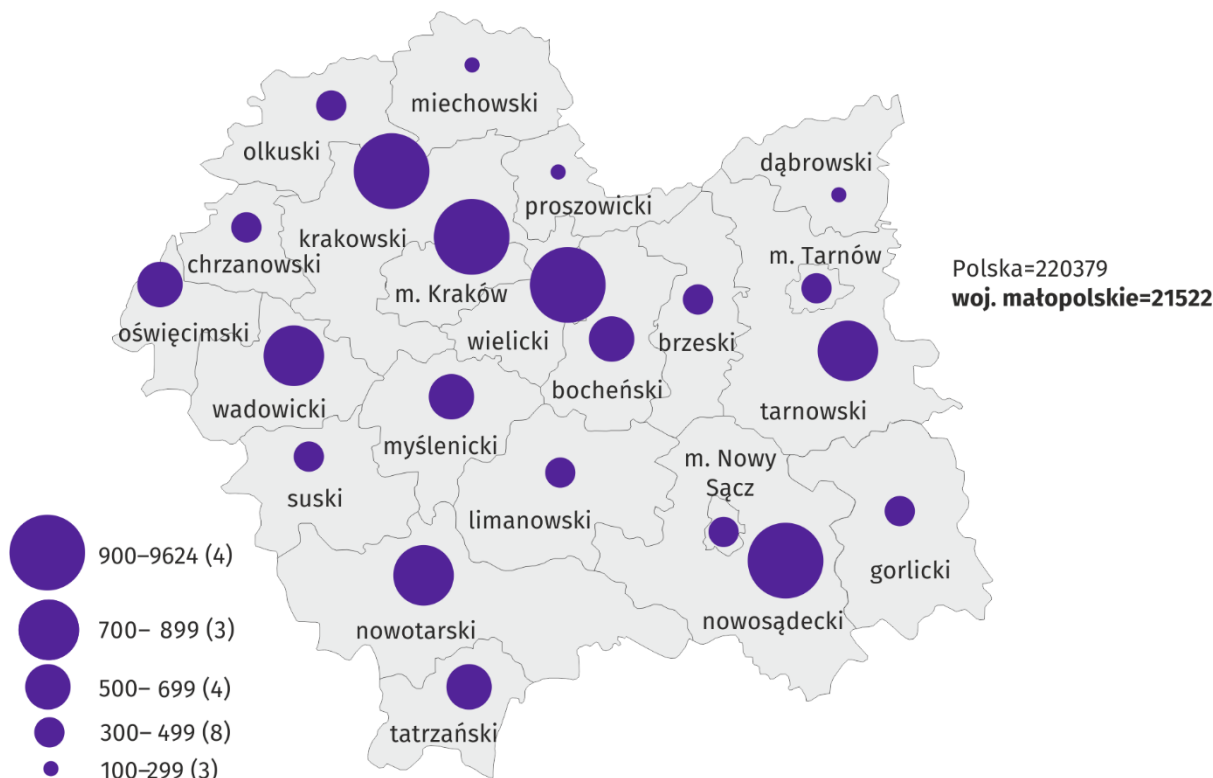 miechowski
olkuski
dąbrowski
proszowicki
krakowski
chrzanowski
m. Tarnów
m. Kraków
oświęcimski
wielicki
brzeski
bocheński
wadowicki
tarnowski
myślenicki
m. Nowy
Sącz
suski
limanowski
gorlicki
nowosądecki
nowotarski
tatrzański
Polska=220379
woj. małopolskie=21522
900–9624 (4)
700– 899 (3)
500– 699 (4)
300– 499 (8)
100–299 (3)